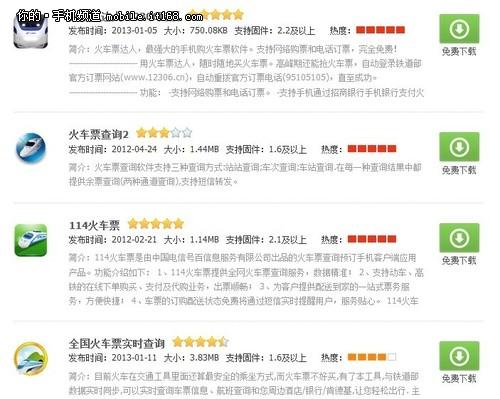 你的·手机频道 mobile.it168.com
发布时间：2013-01-05 大小：750.08KB 支持固件：2.2及以上 热度：
简介：火车票达人，最强大的手机购火车票软件。支持网络购票和电话订票，完全免费！
---------------------- 用火车票达人，随时随地买火车票。高峰期还能抢火车票，自动登录铁道部
官方订票网站(www.12306.cn)，自动重拨官方订票电话(95105105)，直至成功。
---------------------- 功能： -支持网络购票和电话订票。 -支持手机通过招商银行手机银行支付火
免费下载
火车票查询2
发布时间：2012-04-24 大小：1.44MB 支持固件：1.6及以上 热度：
简介：火车票查询软件支持三种查询方式:站站查询;车次查询;车站查询.在每一种查询结果中都
提供余票查询(两种通道查询),支持短信转发。
免费下载
114火车票
发布时间：2012-02-21 大小：1.14MB 支持固件：2.1及以上 热度：
简介：114火车票是由中国电信号百信息服务有限公司出品的火车票查询预订手机客户端应用
产品。功能介绍如下： 1、114火车票提供全网火车票查询服务，数据精准； 2、支持动车、高
铁的在线下单购买、支付及代购业务，出票顺畅； 3、为客户提供配送到家的一站式票务服
务，方便快捷； 4、车票的订购配送状态免费将通过短信实时提醒用户，服务贴心。 114火车
免费下载
全国火车票实时查询
发布时间：2013-01-11 大小：3.83MB 支持固件：1.6及以上 热度：
简介：目前火车在交通工具里面还算最安全的乘坐方式,而火车票不好买,有了本工具,与铁道部
数据实时同步,可以实时查询车票信息、航班查询和您周边酒店/银行/肯德基,让您轻松出行. 主
免费下载